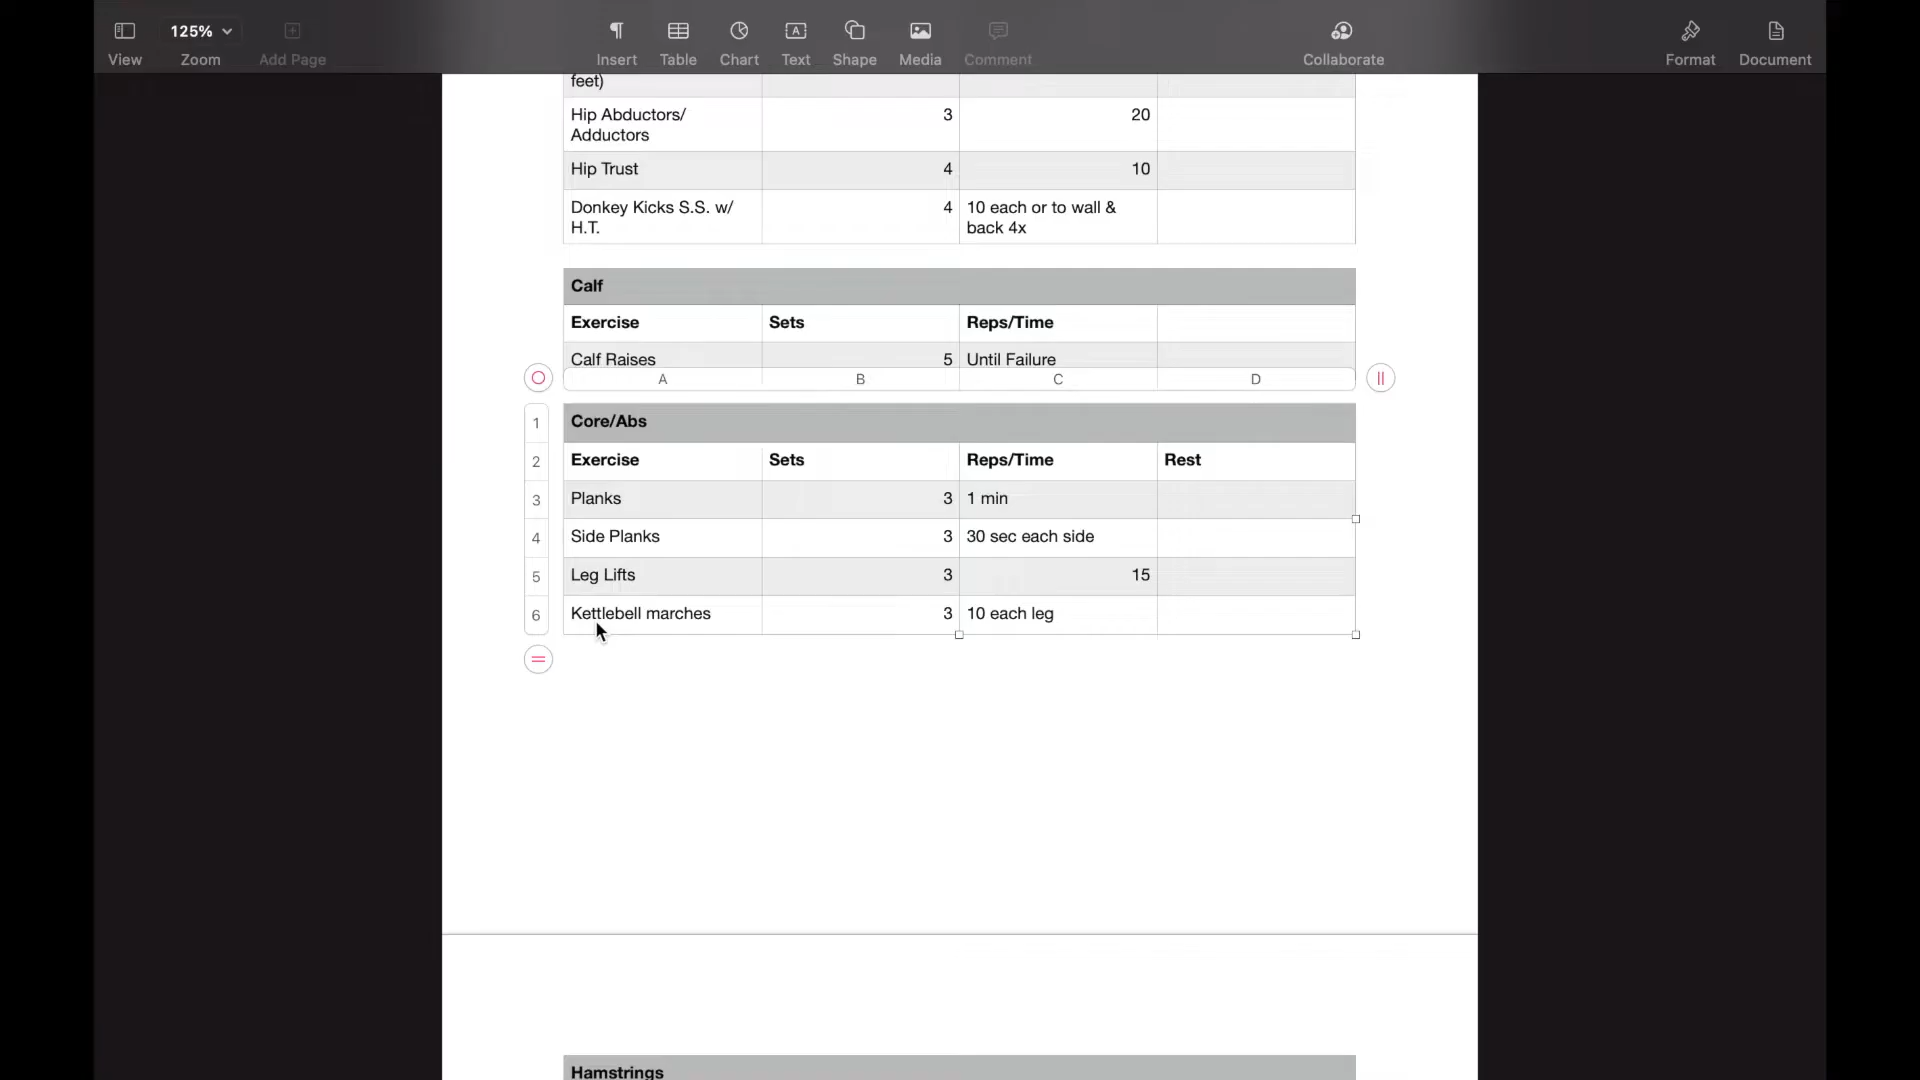 125%
View Zoom Add Page Insert Table Chart Text Shape Media Comment Collaborate Format Document
feet)
Hip Abductors/
Adductors 3 20
Hip Trust 4 10
Donkey Kicks S.S. w/
H.T. 4 10 each or to wall &
back 4x
Calf
Exercise Sets Reps/Time
Calf Raises 5 Until Failure
A B C D
1 Core/Abs
2 Exercise Sets Reps/Time Rest
3 Planks 3 1 min
4 Side Planks 3 30 sec each side
5 Leg Lifts 3 15
6 Kettlebell marches 3 10 each leg
Hamstrings